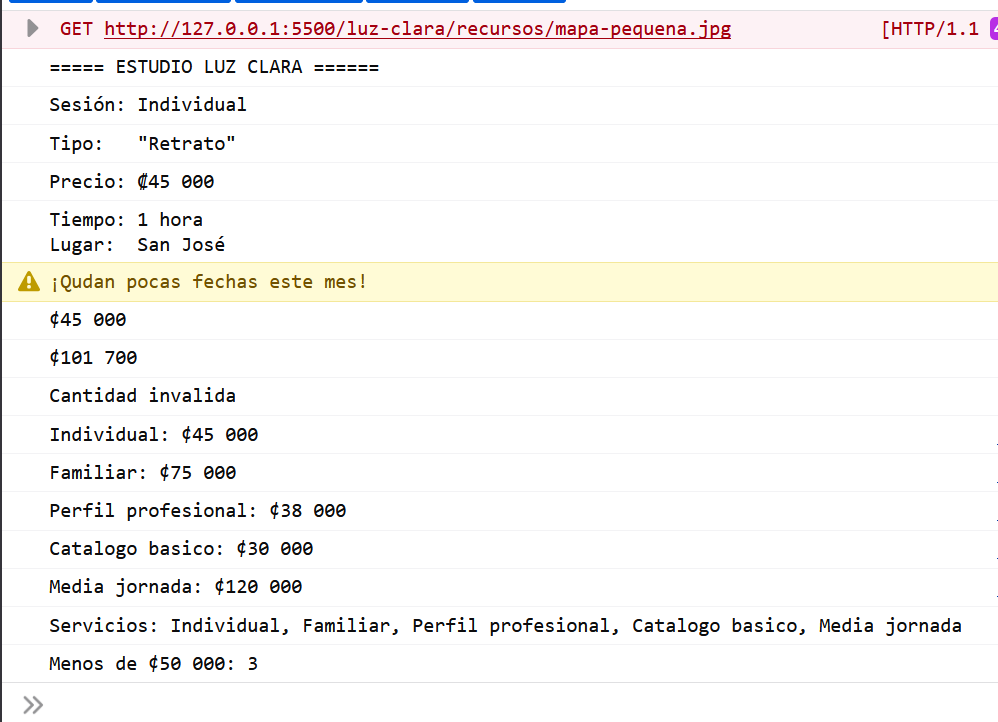 GET http://127.0.0.1:5500/luz-clara/recursos/mapa-pequena.jpg [HTTP/1.1
===== ESTUDIO LUZ CLARA ======
Sesión: Individual
Tipo:   "Retrato"
Precio: ₡45 000
Tiempo: 1 hora
Lugar:  San José
¡Qudan pocas fechas este mes!
¢45 000
¢101 700
Cantidad invalida
Individual: ¢45 000
Familiar: ¢75 000
Perfil profesional: ¢38 000
Catalogo basico: ¢30 000
Media jornada: ¢120 000
Servicios: Individual, Familiar, Perfil profesional, Catalogo basico, Media jornada
Menos de ¢50 000: 3